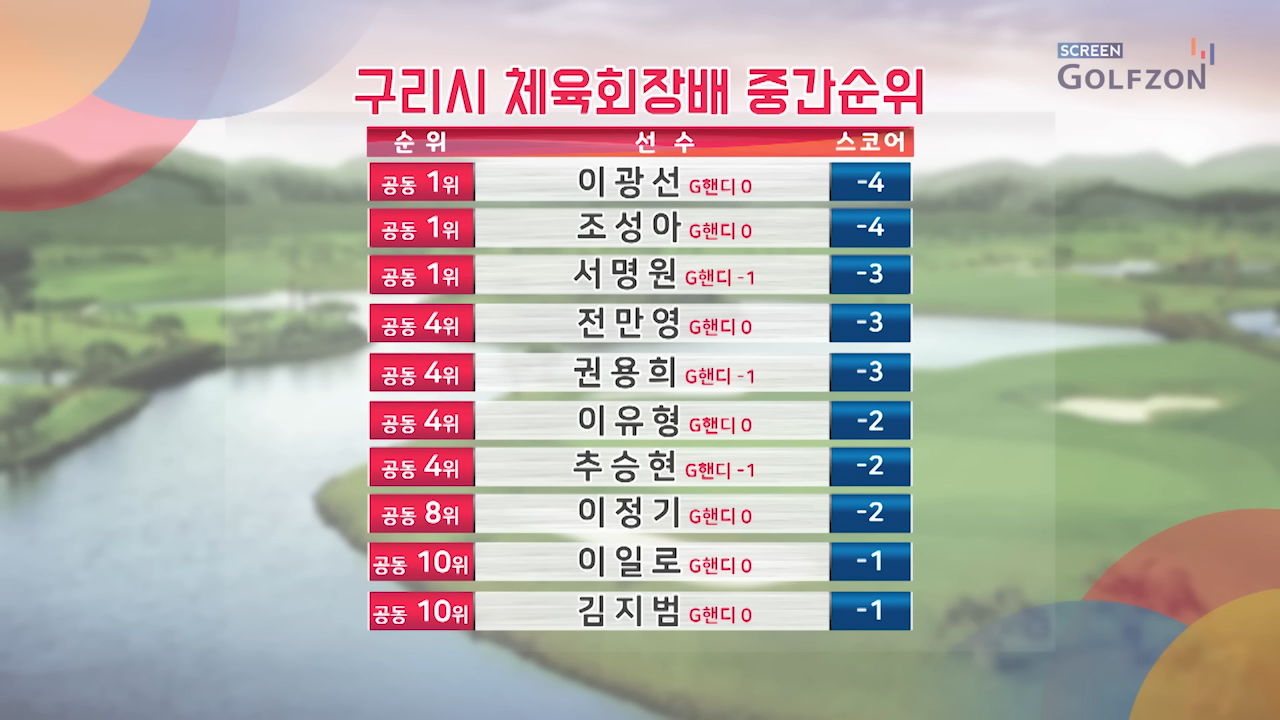 SCREEN
GOLFZON
구리시 체육회장배 중간순위
순 위 선 수 스코어
공동 1위 이광선 G핸디 0 -4
공동 1위 조성아 G핸디 0 -4
공동 1위 서명원 G핸디 -1 -3
공동 4위 전만영 G핸디 0 -3
공동 4위 권용희 G핸디 -1 -3
공동 4위 이유형 G핸디 0 -2
공동 4위 추승현 G핸디 -1 -2
공동 8위 이정기 G핸디 0 -2
공동 10위 이일로 G핸디 0 -1
공동 10위 김지범 G핸디 0 -1